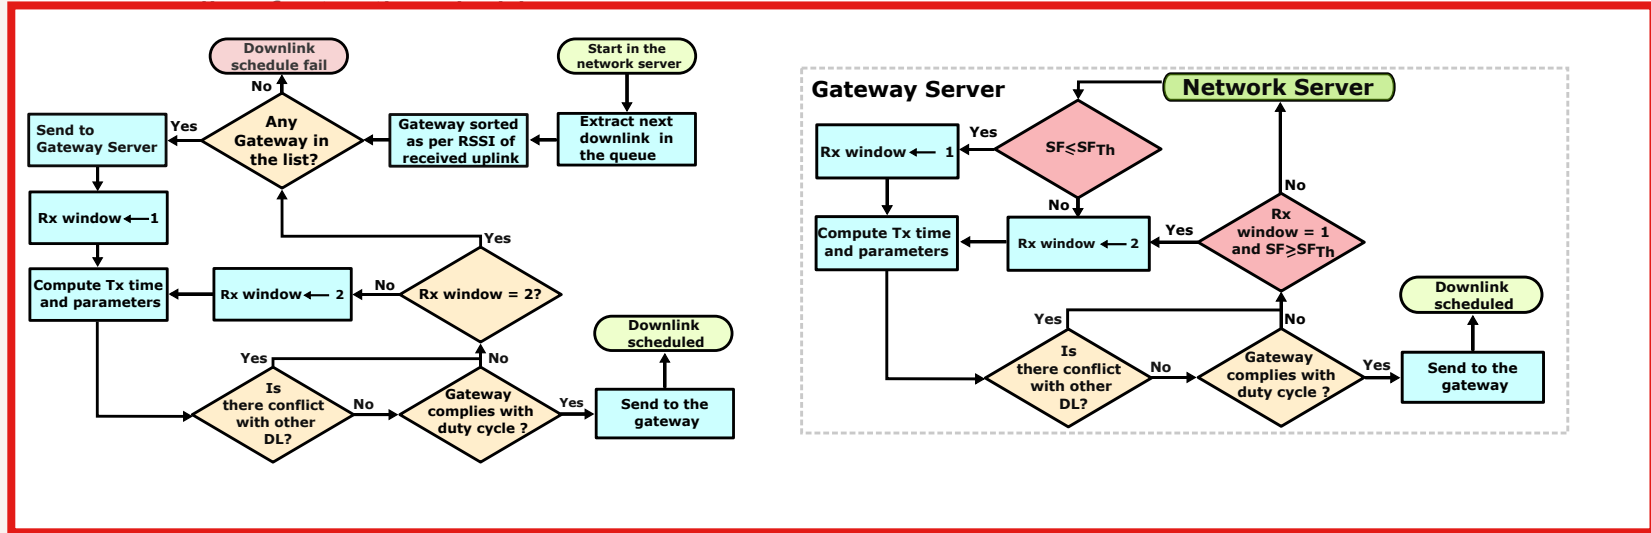 Downlink
schedule fail
Start in the
network server
No
Any
Gateway in
the list?
Yes
Send to
Gateway Server
Gateway sorted
as per RSSI of
received uplink
Extract next
downlink in
the queue
Rx window ← 1
Yes
Compute Tx time
and parameters
Rx window ← 2
No
Rx window = 2?
Downlink
scheduled
Yes
No
Is
there conflict
with other
DL?
No
Gateway
complies with
duty cycle ?
Yes
Send to the
gateway
Gateway Server
Network Server
Yes
SF⩽SFTh
Rx window ← 1
No
No
Compute Tx time
and parameters
Rx window ← 2
Yes
Rx
window = 1
and SF⩾SFTh
Downlink
scheduled
Yes
No
Is
there conflict
with other
DL?
No
Gateway
complies with
duty cycle ?
Yes
Send to the
gateway